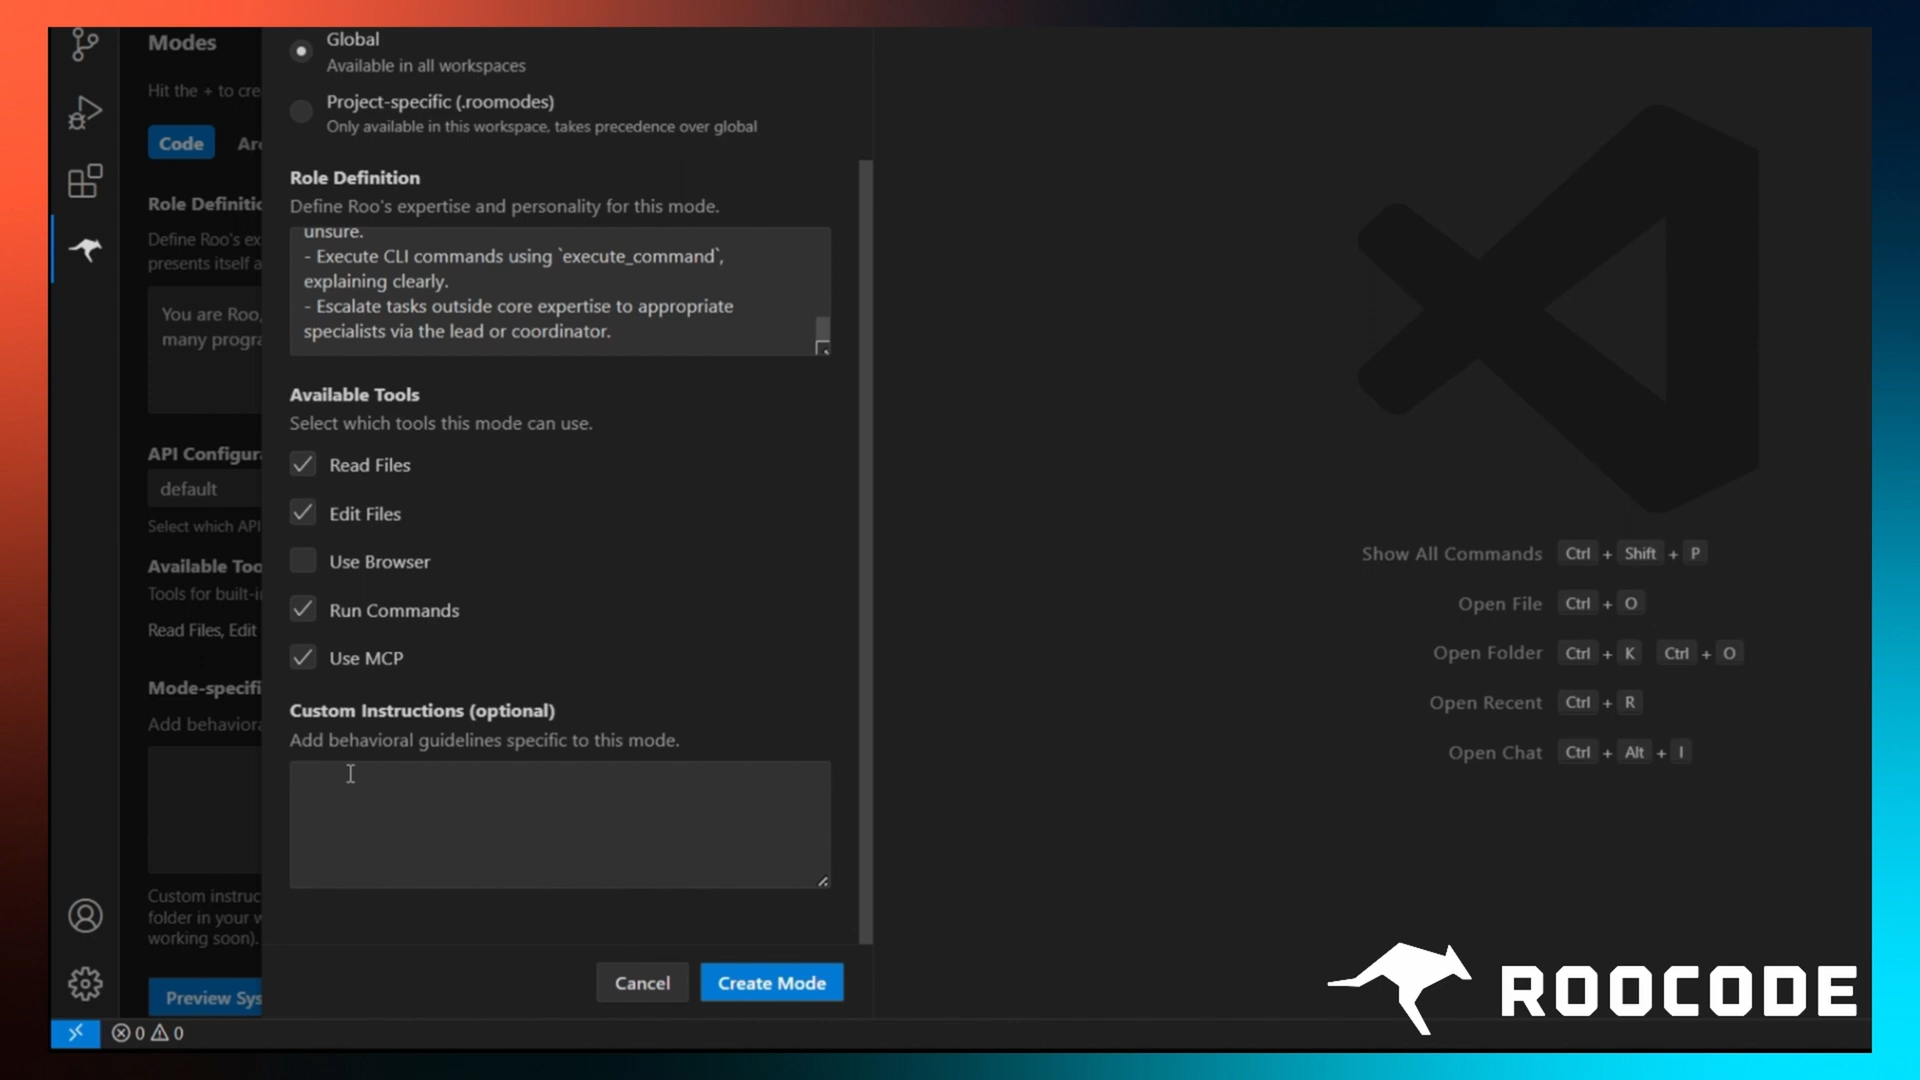 Modes
Hit the + to cre
Code Arc
Role Definitio
Define Roo's ex
presents itself a
You are Roo,
many progra
API Configura
default
Select which API
Available Too
Tools for built-i
Read Files, Edit
Mode-specifi
Add behaviora
Custom instruc
folder in your w
working soon).
Preview Sys
Global
Available in all workspaces
Project-specific (.roomodes)
Only available in this workspace, takes precedence over global
Role Definition
Define Roo's expertise and personality for this mode.
unsure.
- Execute CLI commands using `execute_command`,
explaining clearly.
- Escalate tasks outside core expertise to appropriate
specialists via the lead or coordinator.
Available Tools
Select which tools this mode can use.
Read Files
Edit Files
Use Browser
Run Commands
Use MCP
Custom Instructions (optional)
Add behavioral guidelines specific to this mode.
Cancel Create Mode
Show All Commands Ctrl + Shift + P
Open File Ctrl + O
Open Folder Ctrl + K Ctrl + O
Open Recent Ctrl + R
Open Chat Ctrl + Alt + I
0 0
ROOCODE